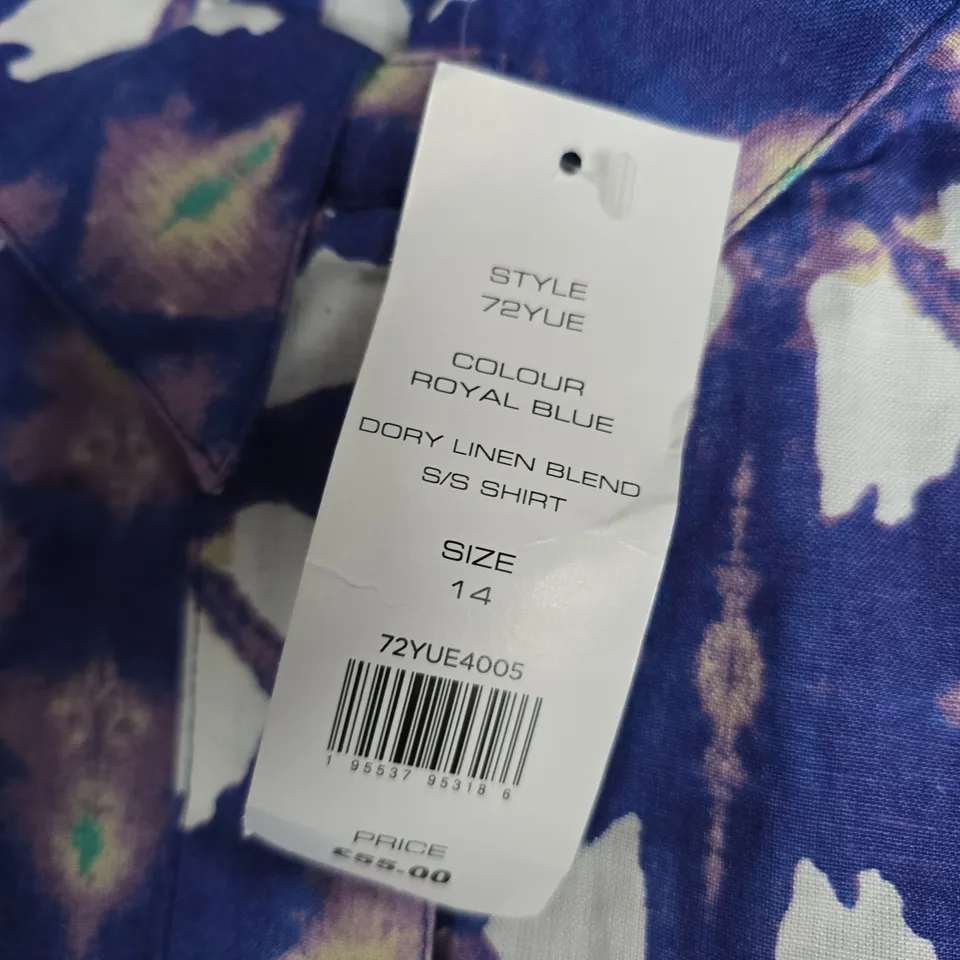 STYLE
72YUE
COLOUR
ROYAL BLUE
DORY LINEN BLEND
S/S SHIRT
SIZE
14
72YUE4005
1 95537 95318 6
PRICE
£55.00